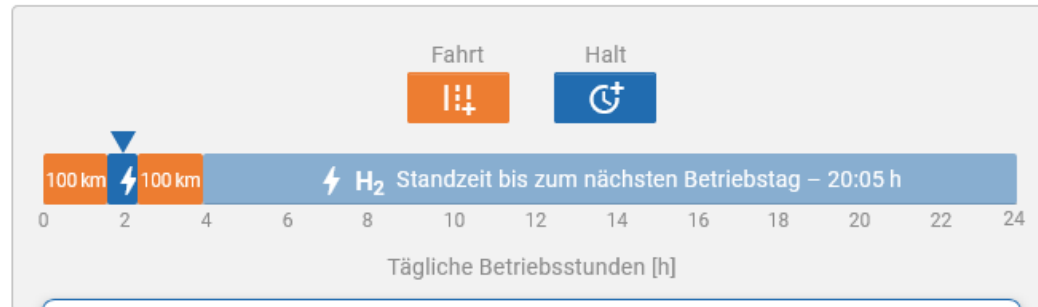 Fahrt Halt
100 km 100 km H₂ Standzeit bis zum nächsten Betriebstag – 20:05 h
0 2 4 6 8 10 12 14 16 18 20 22 24
Tägliche Betriebsstunden [h]